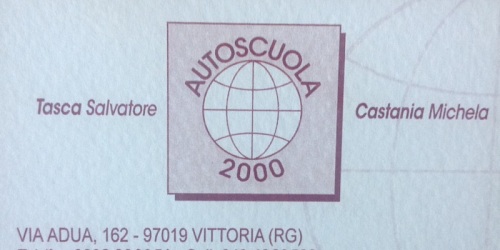 AUTOSCUOLA
2000
Tasca Salvatore
Castania Michela
VIA ADUA, 162 - 97019 VITTORIA (RG)